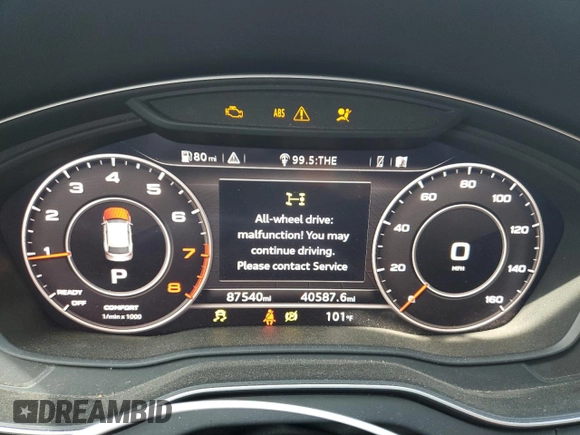 ABS
80 mi
99.5:THE
1 2 3 4 5 6 7 8
P
READY
OFF
COMFORT
1/min x 1000
All-wheel drive:
malfunction! You may
continue driving.
Please contact Service
87540mi
40587.6mi
101°F
0 20 40 60 80 100 120 140 160
0
MPH
DREAMBID